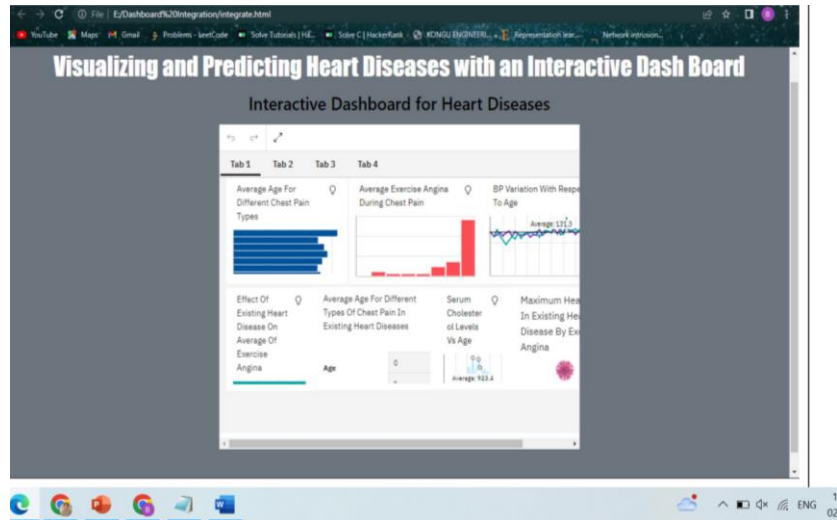 File | E:/Dashboard%20Integration/integrate.html
YouTube Maps Gmail Problems - LeetCode Solve Tutorials | Solve C | HackerRank KONGU ENGINEERI... Representation lear... Network intrusion...
Visualizing and Predicting Heart Diseases with an Interactive Dash Board
Interactive Dashboard for Heart Diseases
Tab 1 Tab 2 Tab 3 Tab 4
Average Age For
Different Chest Pain
Types
Average Exercise Angina
During Chest Pain
BP Variation With Respe
To Age
Average: 131.3
Effect Of
Existing Heart
Disease On
Average Of
Exercise
Angina
Average Age For Different
Types Of Chest Pain In
Existing Heart Diseases
Age
0
Serum
Cholester
ol Levels
Vs Age
Average: 923.4
Maximum Hea
In Existing Hea
Disease By Exe
Angina
ENG
02